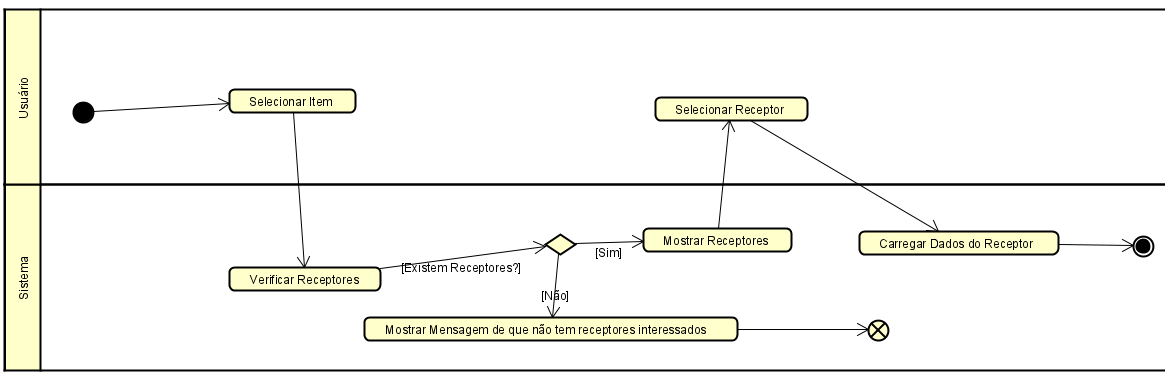 Usuário
Selecionar Item
Selecionar Receptor
Sistema
Verificar Receptores
[Existem Receptores?]
[Sim]
Mostrar Receptores
Carregar Dados do Receptor
[Não]
Mostrar Mensagem de que não tem receptores interessados